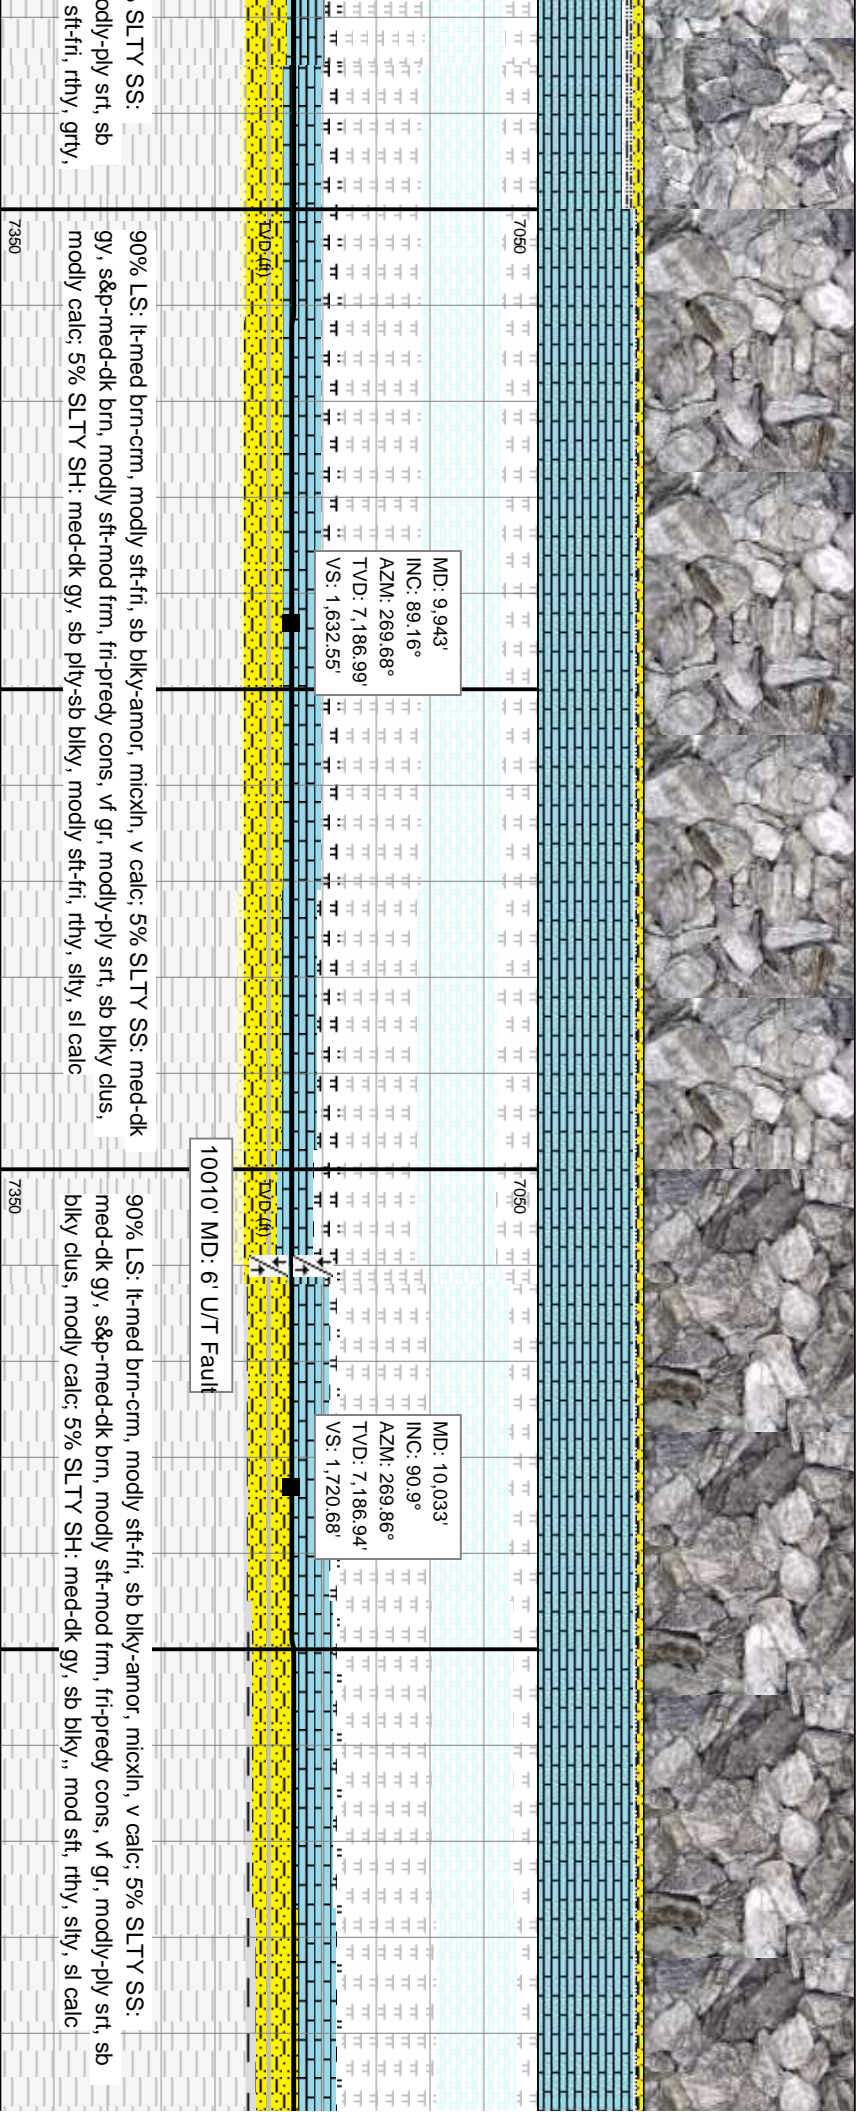 % SLTY SS:
odly-ply srt, sb
sft-fri, rthy, grty,
7050
TVD (ft)
7350
90% LS: lt-med brn-crm, modly sft-fri, sb blky-amor, micxln, v calc; 5% SLTY SS: med-dk
gy, s&p-med-dk brn, modly sft-mod frm, fri-predy cons, vf gr, modly-ply srt, sb blky clus,
modly calc; 5% SLTY SH: med-dk gy, sb plty-sb blky, modly sft-fri, rthy, slty, sl calc
MD: 9,943'
INC: 89.16°
AZM: 269.68°
TVD: 7,186.99'
VS: 1,632.55'
7050
TVD (ft)
7350
10010' MD: 6' U/T Fault
90% LS: lt-med brn-crm, modly sft-fri, sb blky-amor, micxln, v calc; 5% SLTY SS:
med-dk gy, s&p-med-dk brn, modly sft-mod frm, fri-predy cons, vf gr, modly-ply srt, sb
blky clus, modly calc; 5% SLTY SH: med-dk gy, sb blky,, mod sft, rthy, slty, sl calc
MD: 10,033'
INC: 90.9°
AZM: 269.86°
TVD: 7,186.94'
VS: 1,720.68'